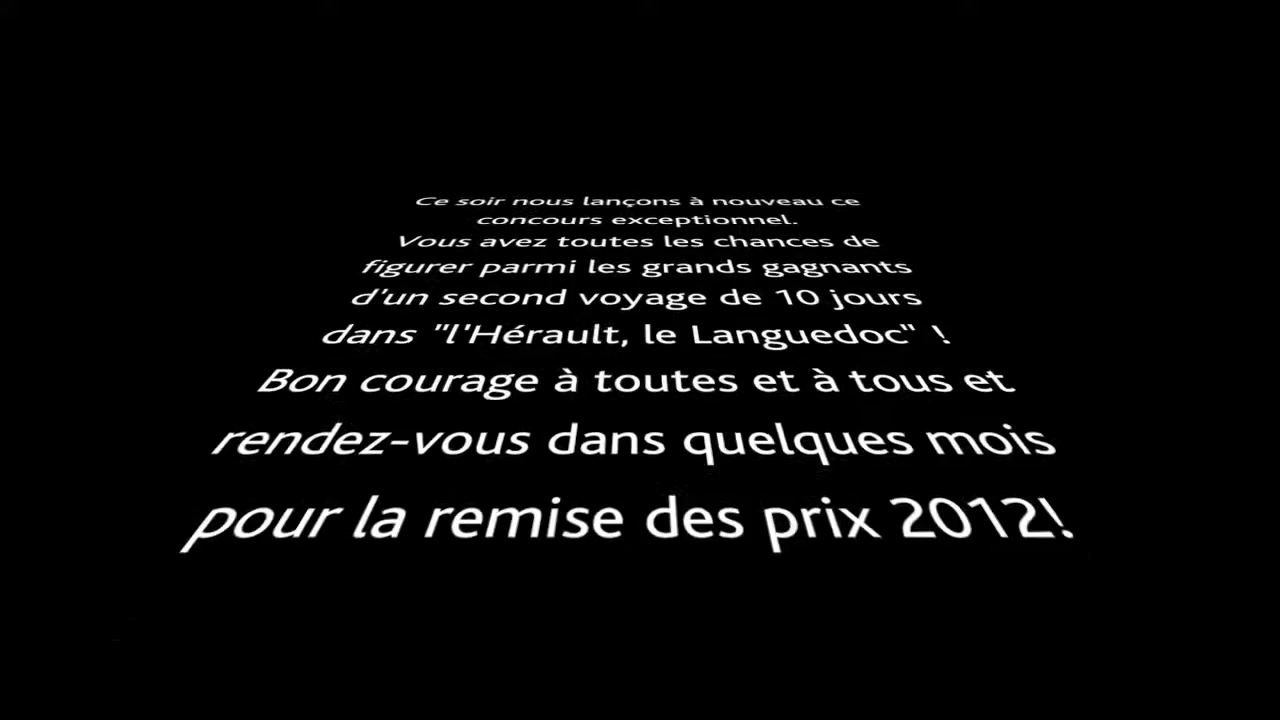 Ce soir nous lançons à nouveau ce
concours exceptionnel.
Vous avez toutes les chances de
figurer parmi les grands gagnants
d'un second voyage de 10 jours
dans "l'Hérault, le Languedoc" !
Bon courage à toutes et à tous et
rendez-vous dans quelques mois
pour la remise des prix 2012!